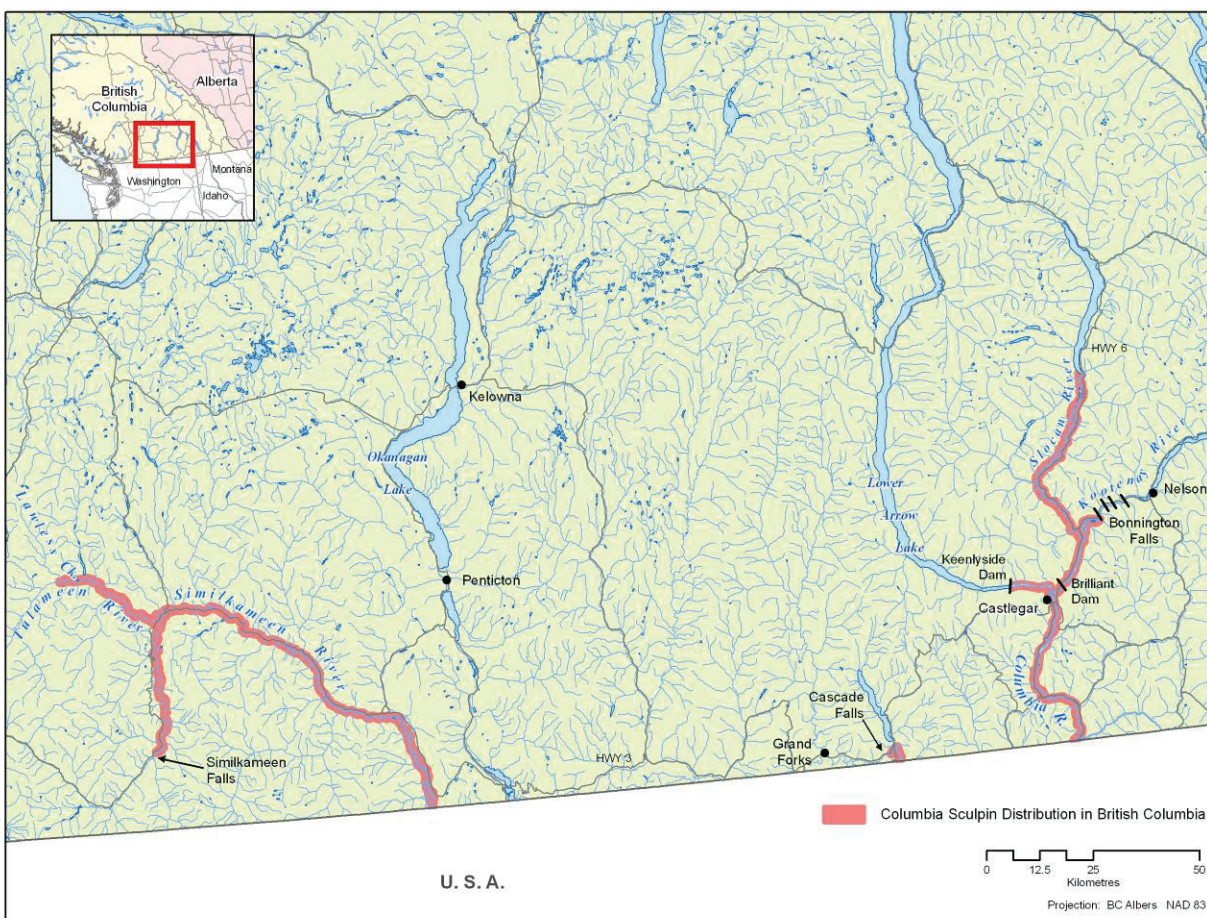 British
Columbia
Alberta
Washington
Montana
Idaho
HWY 6
Kelowna
Okanagan
Lake
Slocan River
Kootenay River
Nelson
Bonnington
Falls
Lower
Arrow
Lake
Keenlyside
Dam
Brilliant
Dam
Castlegar
Penticton
Lawless Ck.
Tulameen River
Similkameen River
Columbia R.
Cascade
Falls
Grand
Forks
HWY 3
Similkameen
Falls
Columbia Sculpin Distribution in British Columbia
U. S. A.
0 12.5 25 50
Kilometres
Projection: BC Albers NAD 83